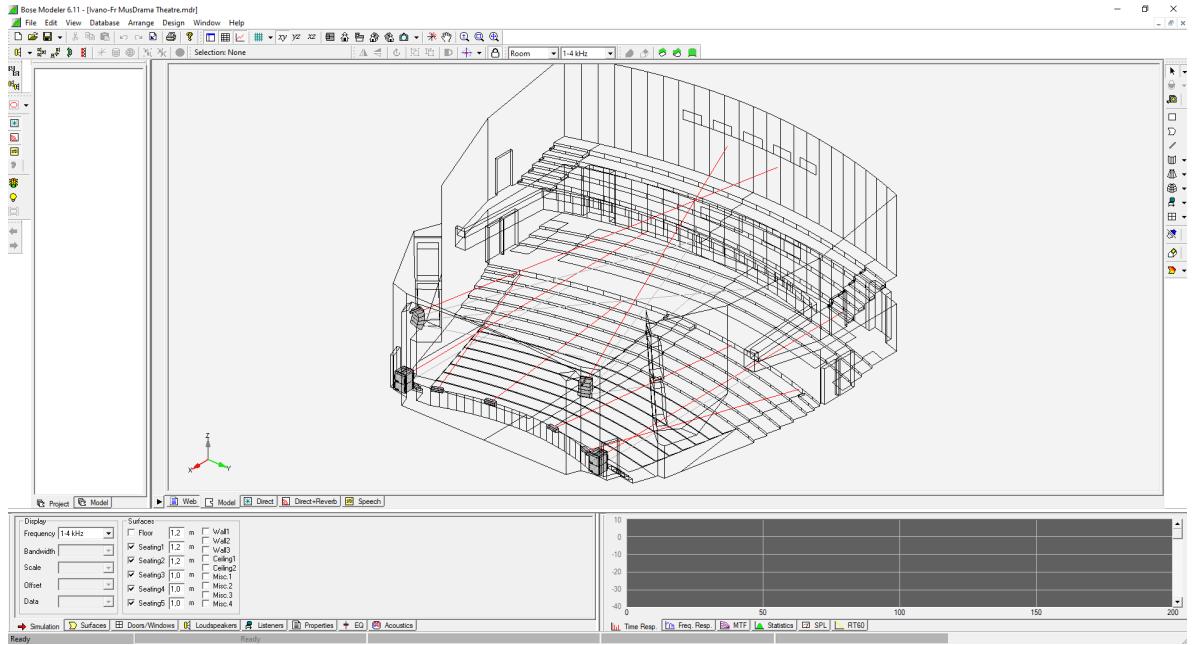 Bose Modeler 6.11 - [Ivano-Fr MusDrama Theatre.mdr]
File Edit View Database Arrange Design Window Help
xy yz xz
Selection: None
Room
1-4 kHz
Z
X
Y
Project
Model
Web
Model
Direct
Direct+Reverb
Speech
Display
Frequency 1-4 kHz
Bandwidth
Scale
Offset
Data
Surfaces
Floor 1,2 m
Seating1 1,2 m
Seating2 1,2 m
Seating3 1,0 m
Seating4 1,0 m
Seating5 1,0 m
Wall1
Wall2
Wall3
Ceiling1
Ceiling2
Misc.1
Misc.2
Misc.3
Misc.4
10
0
-10
-20
-30
-40
0 50 100 150 200
Simulation
Surfaces
Doors/Windows
Loudspeakers
Listeners
Properties
EQ
Acoustics
Time Resp.
Freq. Resp.
MTF
Statistics
SPL
RT60
Ready
Ready